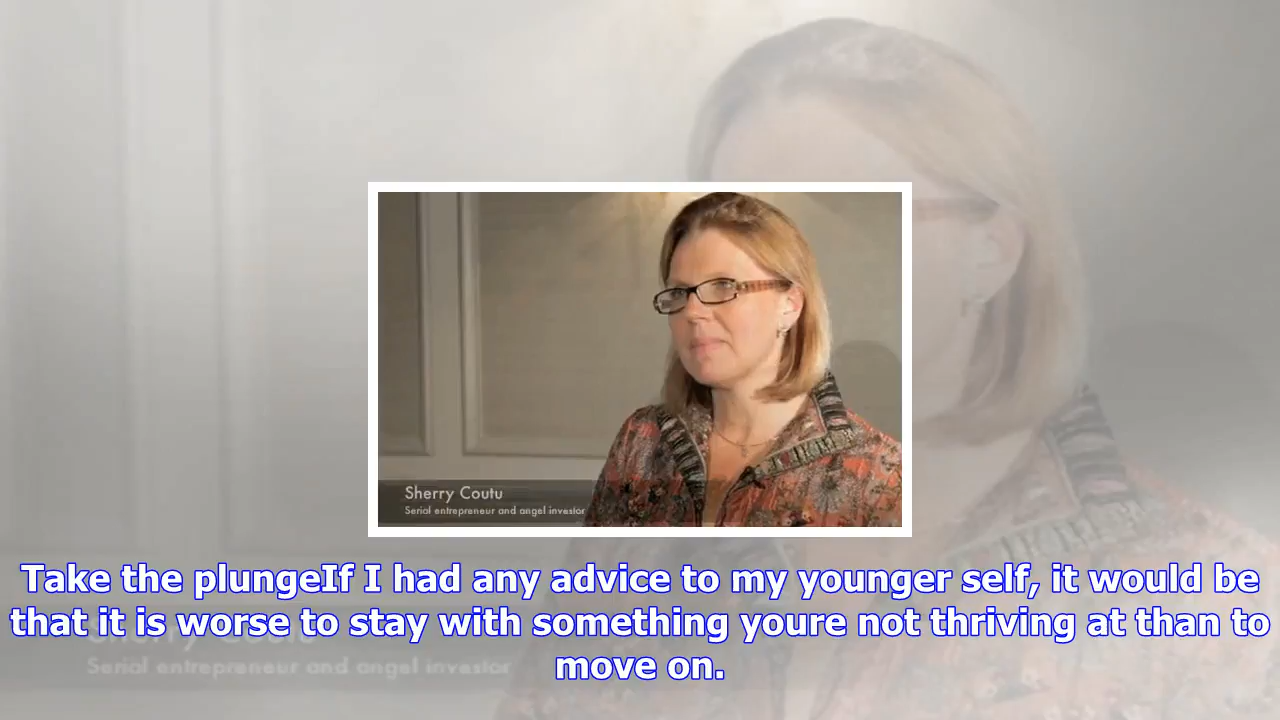 Sherry Coutu
Serial entrepreneur and angel investor
Take the plungeIf I had any advice to my younger self, it would be
that it is worse to stay with something youre not thriving at than to
move on.
Sherry Coutu
Serial entrepreneur and angel investor